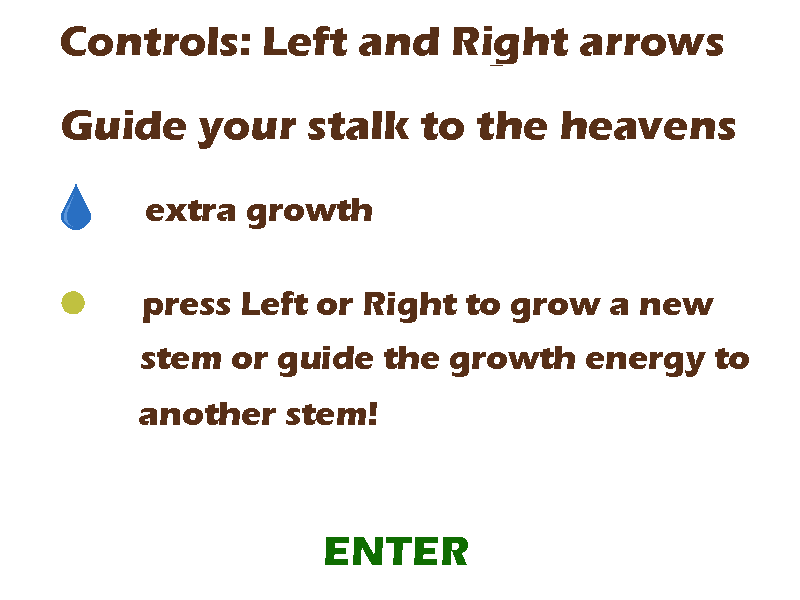 Controls: Left and Right arrows
Guide your stalk to the heavens
extra growth
press Left or Right to grow a new
stem or guide the growth energy to
another stem!
ENTER